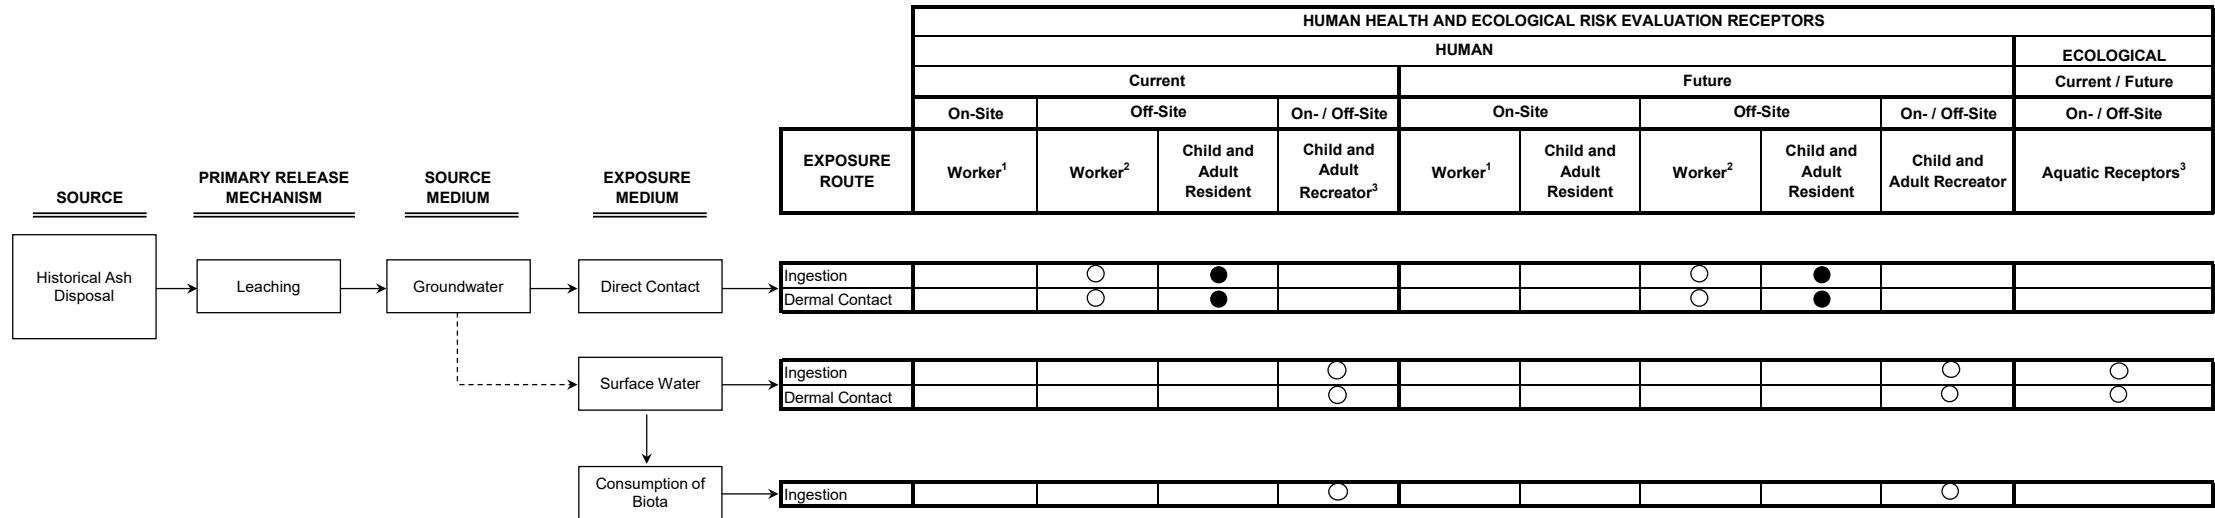 HUMAN HEALTH AND ECOLOGICAL RISK EVALUATION RECEPTORS
HUMAN
ECOLOGICAL
Current
Future
Current / Future
On-Site
Off-Site
On- / Off-Site
On-Site
Off-Site
On- / Off-Site
On- / Off-Site
SOURCE
PRIMARY RELEASE
MECHANISM
SOURCE
MEDIUM
EXPOSURE
MEDIUM
EXPOSURE
ROUTE
Worker1
Worker2
Child and
Adult
Resident
Child and
Adult
Recreator3
Worker1
Child and
Adult
Resident
Worker2
Child and
Adult
Resident
Child and
Adult Recreator
Aquatic Receptors3
Historical Ash
Disposal
Leaching
Groundwater
Direct Contact
Ingestion
Dermal Contact
Surface Water
Ingestion
Dermal Contact
Consumption of
Biota
Ingestion